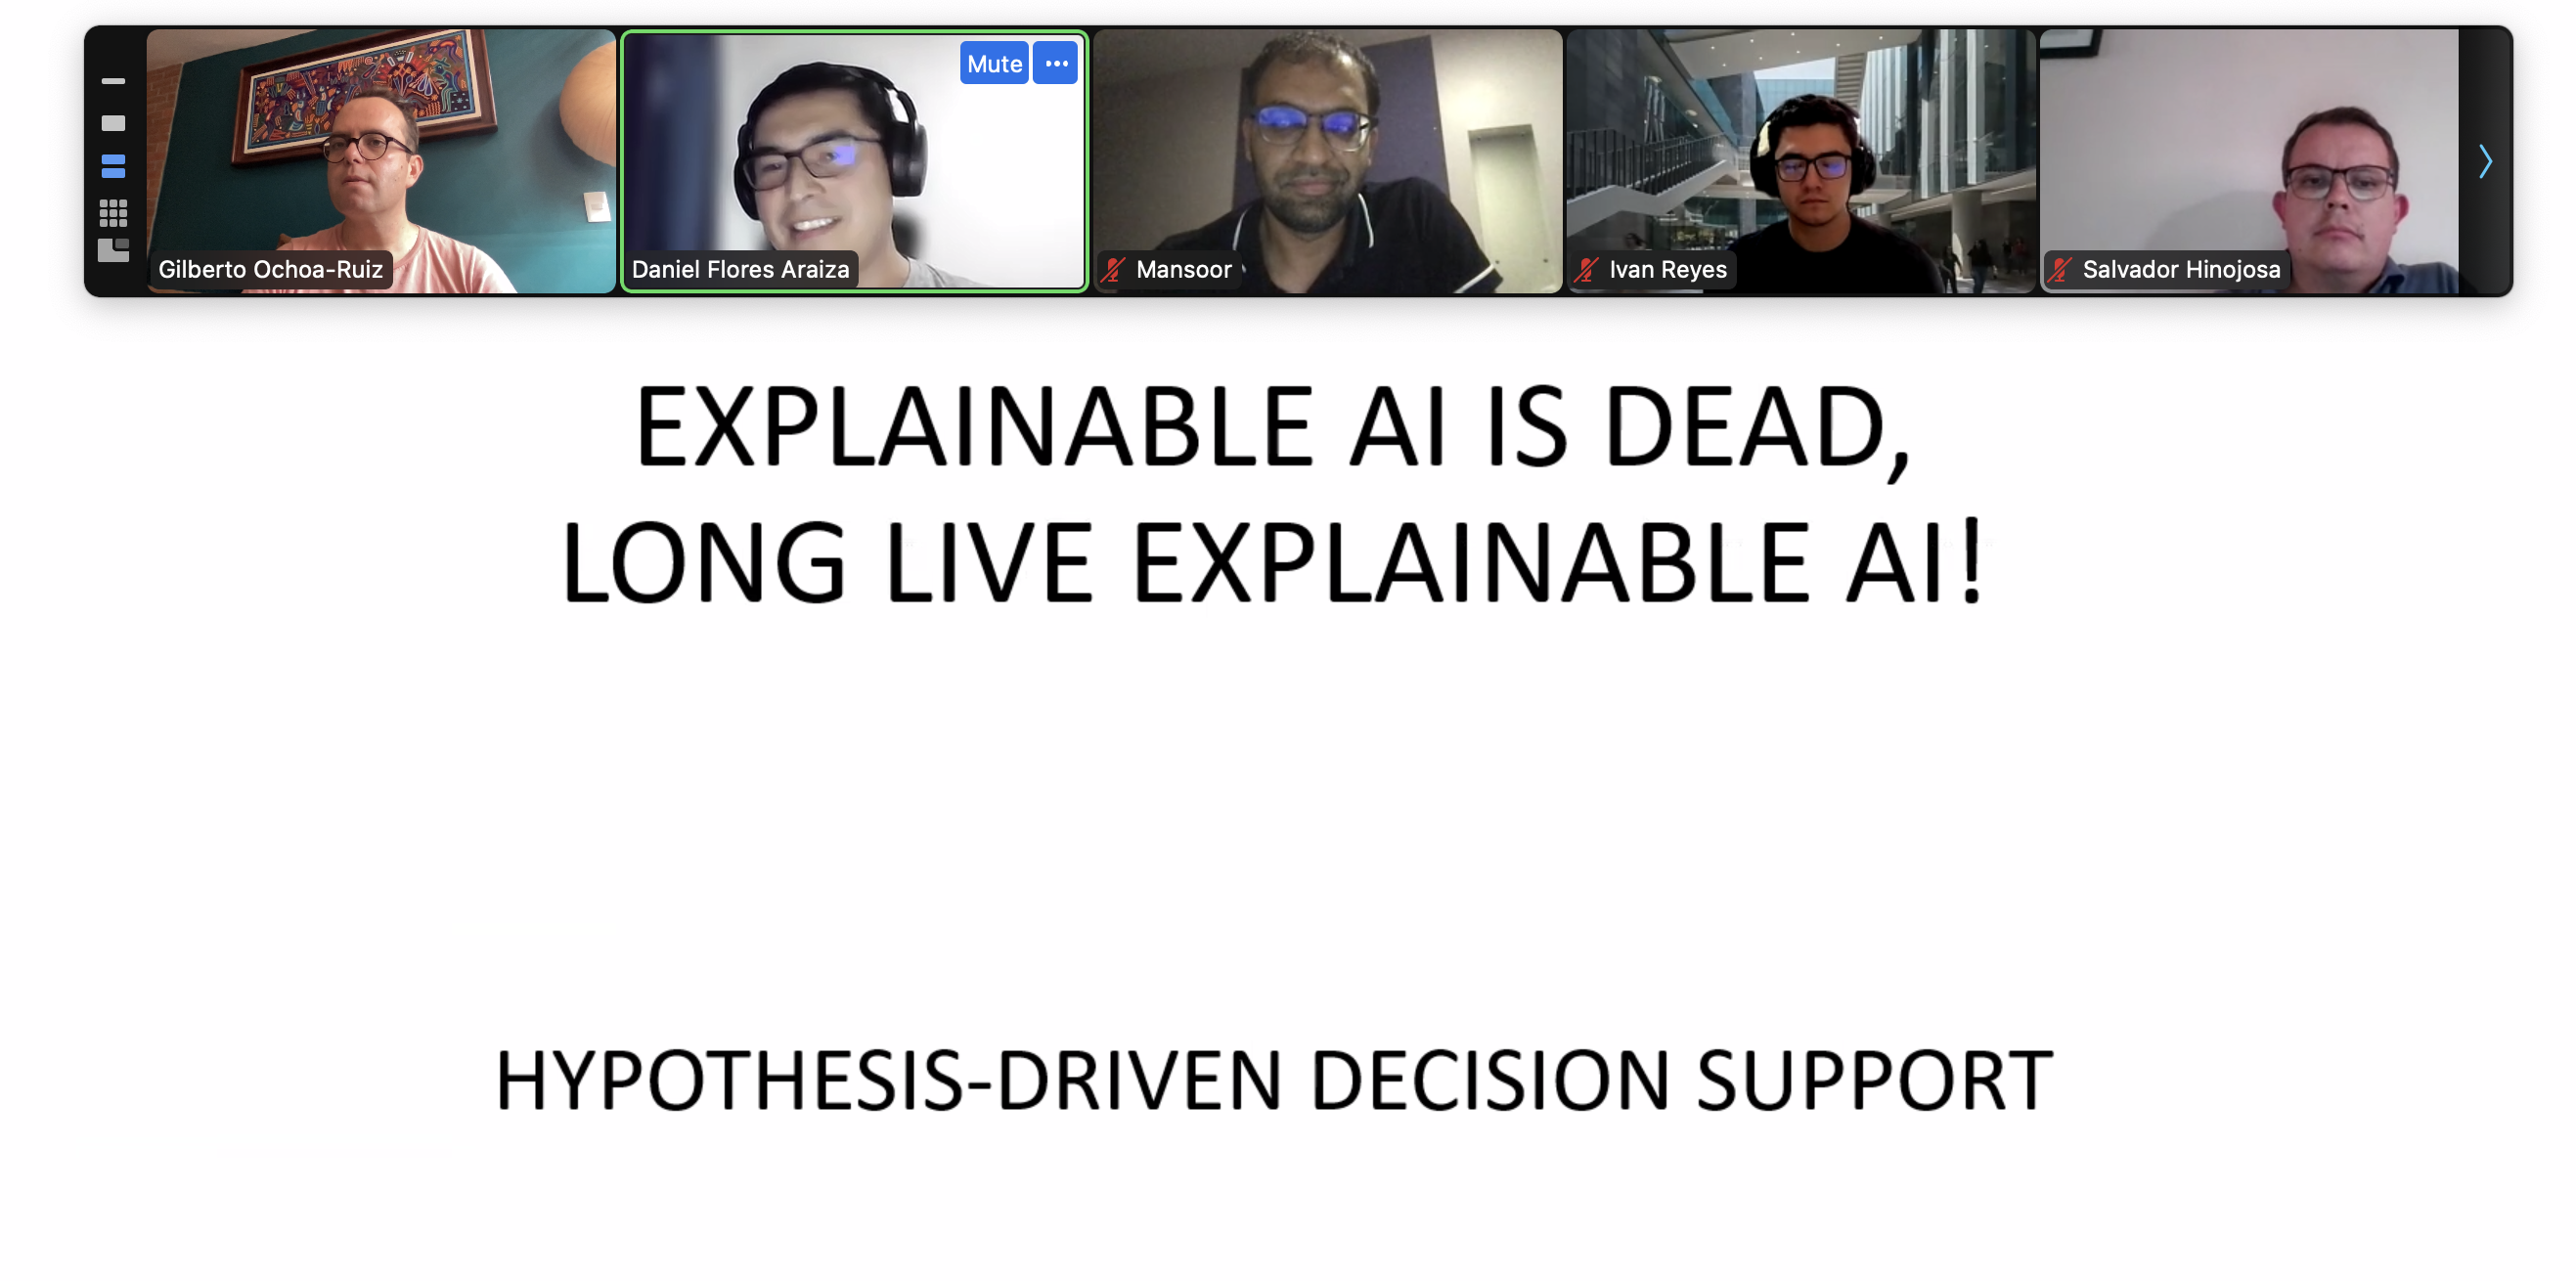 Mute
Gilberto Ochoa-Ruiz
Daniel Flores Araiza
Mansoor
Ivan Reyes
Salvador Hinojosa
EXPLAINABLE AI IS DEAD,
LONG LIVE EXPLAINABLE AI!
HYPOTHESIS-DRIVEN DECISION SUPPORT